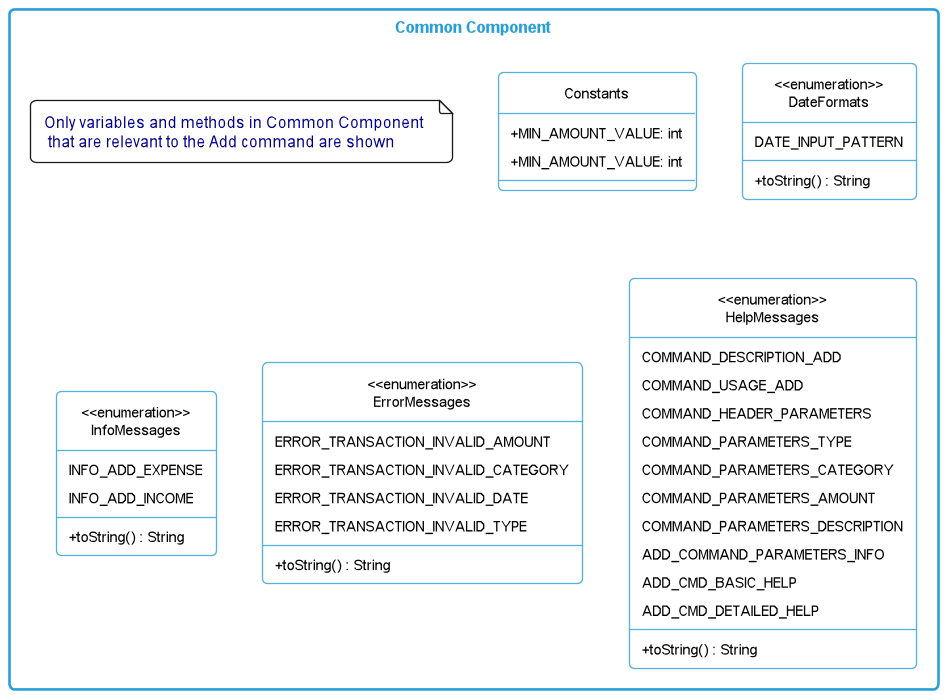 Common Component
Only variables and methods in Common Component
that are relevant to the Add command are shown
Constants
+MIN_AMOUNT_VALUE: int
+MIN_AMOUNT_VALUE: int
<<enumeration>>
DateFormats
DATE_INPUT_PATTERN
+toString() : String
<<enumeration>>
InfoMessages
INFO_ADD_EXPENSE
INFO_ADD_INCOME
+toString() : String
<<enumeration>>
ErrorMessages
ERROR_TRANSACTION_INVALID_AMOUNT
ERROR_TRANSACTION_INVALID_CATEGORY
ERROR_TRANSACTION_INVALID_DATE
ERROR_TRANSACTION_INVALID_TYPE
+toString() : String
<<enumeration>>
HelpMessages
COMMAND_DESCRIPTION_ADD
COMMAND_USAGE_ADD
COMMAND_HEADER_PARAMETERS
COMMAND_PARAMETERS_TYPE
COMMAND_PARAMETERS_CATEGORY
COMMAND_PARAMETERS_AMOUNT
COMMAND_PARAMETERS_DESCRIPTION
ADD_COMMAND_PARAMETERS_INFO
ADD_CMD_BASIC_HELP
ADD_CMD_DETAILED_HELP
+toString() : String